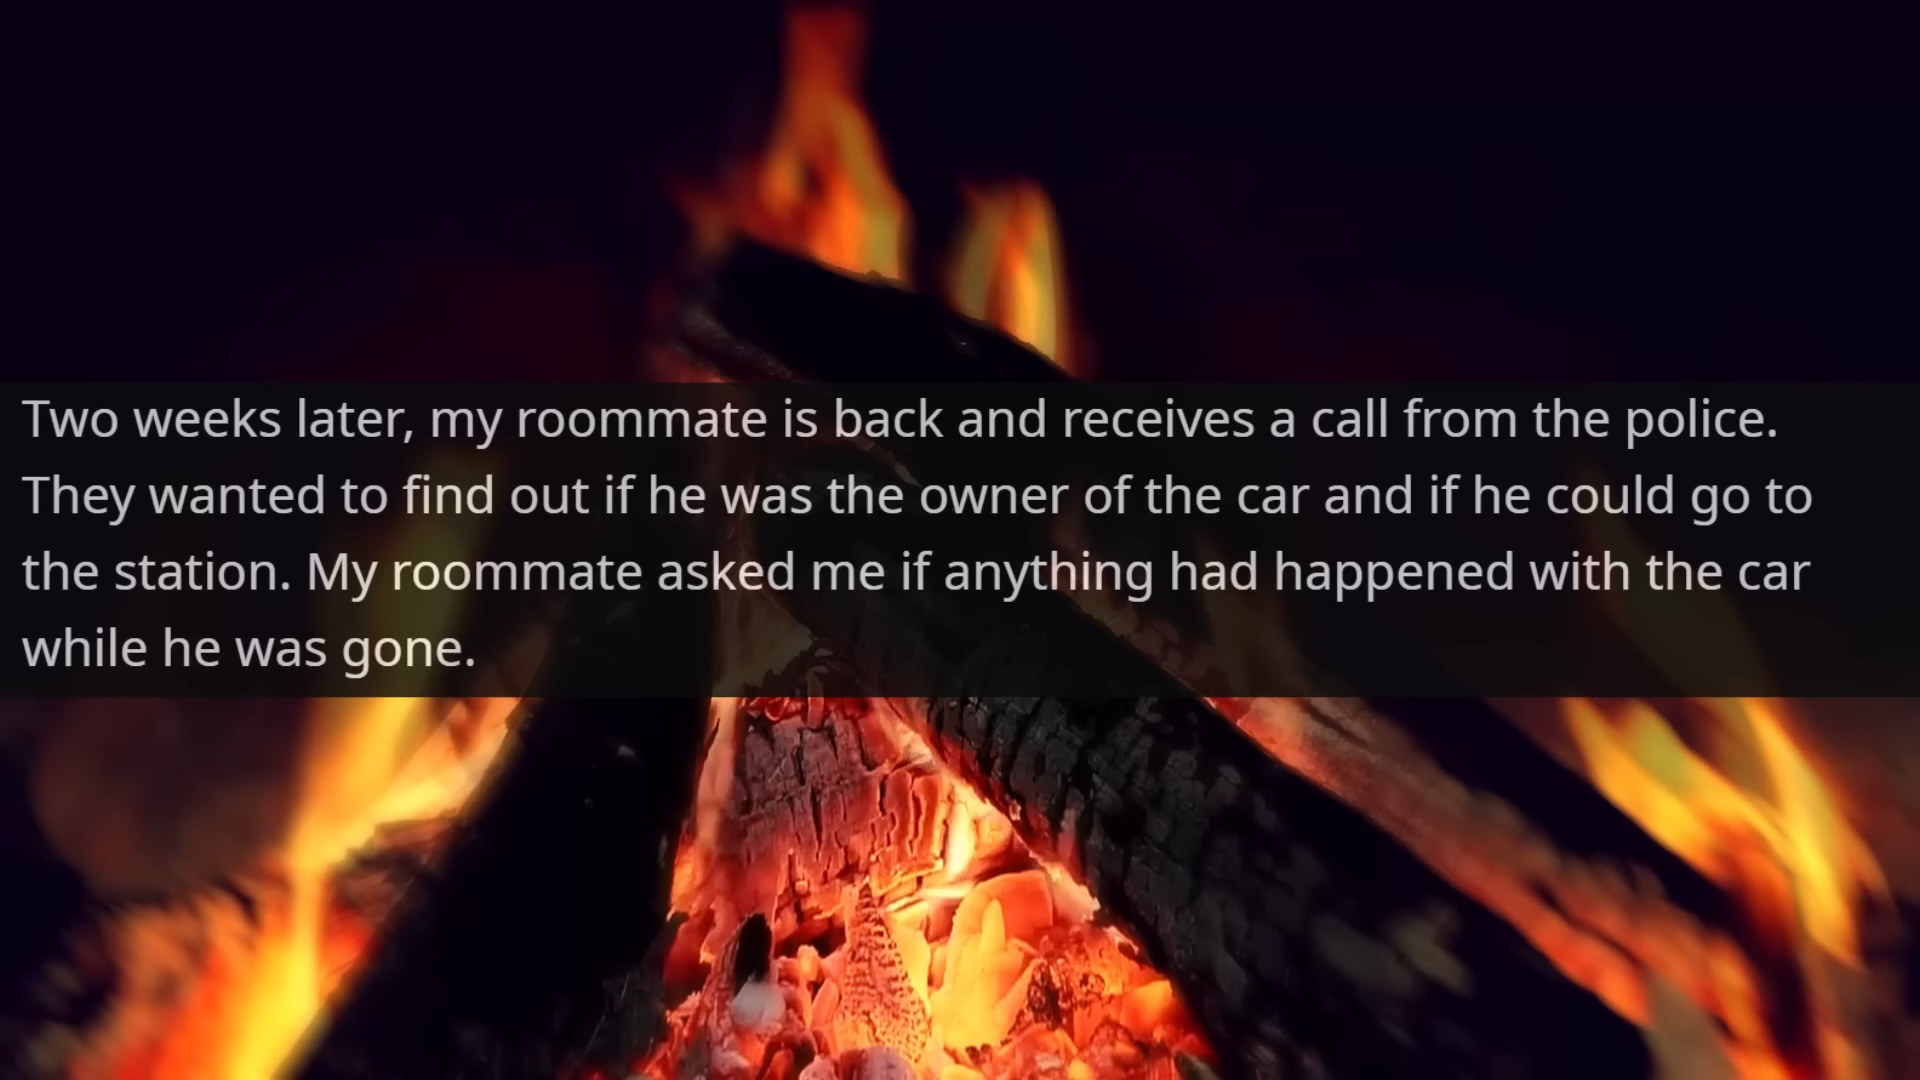 Two weeks later, my roommate is back and receives a call from the police.
They wanted to find out if he was the owner of the car and if he could go to
the station. My roommate asked me if anything had happened with the car
while he was gone.